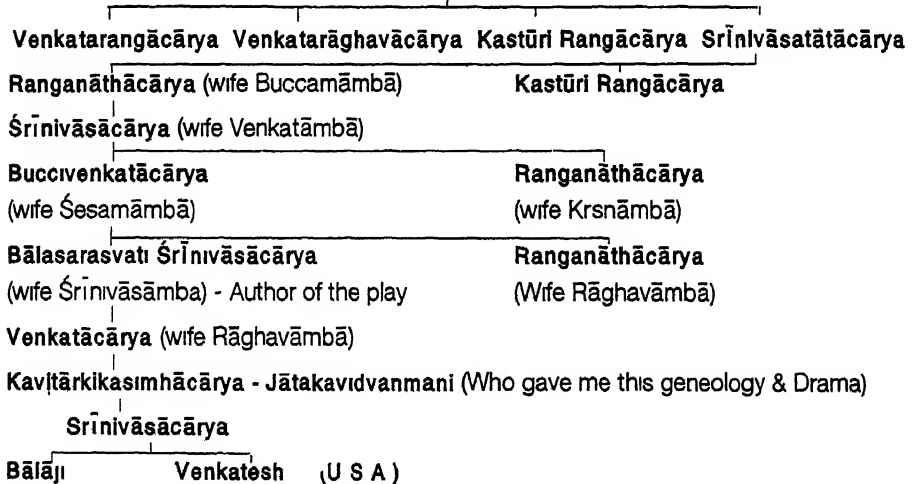 Venkatarangācārya Venkatarāghavācārya Kastūri Rangācārya Srīnivāsatātācārya
Ranganāthācārya (wife Buccamāmbā) Kastūri Rangācārya
Śrīnivāsācārya (wife Venkatāmbā)
Buccivenkatācārya Ranganāthācārya
(wife Śesamāmbā) (wife Krsnāmbā)
Bālasarasvati Śrīnivāsācārya Ranganāthācārya
(wife Śrīnivāsāmba) - Author of the play (Wife Rāghavāmbā)
Venkatācārya (wife Rāghavāmbā)
Kavitārkikasimhācārya - Jātakavidvanmani (Who gave me this geneology & Drama)
Srīnivāsācārya
Bālāji Venkatesh (U S A)